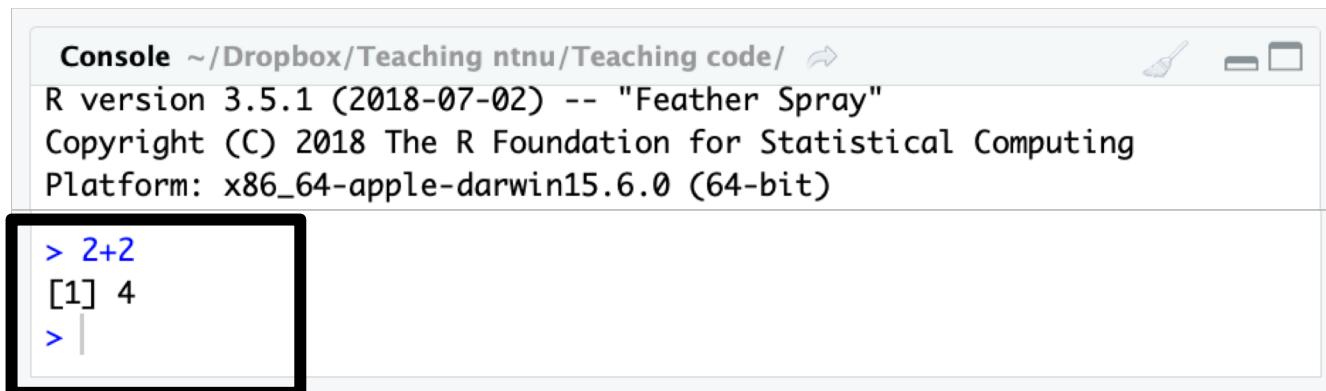 Console ~/Dropbox/Teaching ntnu/Teaching code/
R version 3.5.1 (2018-07-02) -- "Feather Spray"
Copyright (C) 2018 The R Foundation for Statistical Computing
Platform: x86_64-apple-darwin15.6.0 (64-bit)
> 2+2
[1] 4
>